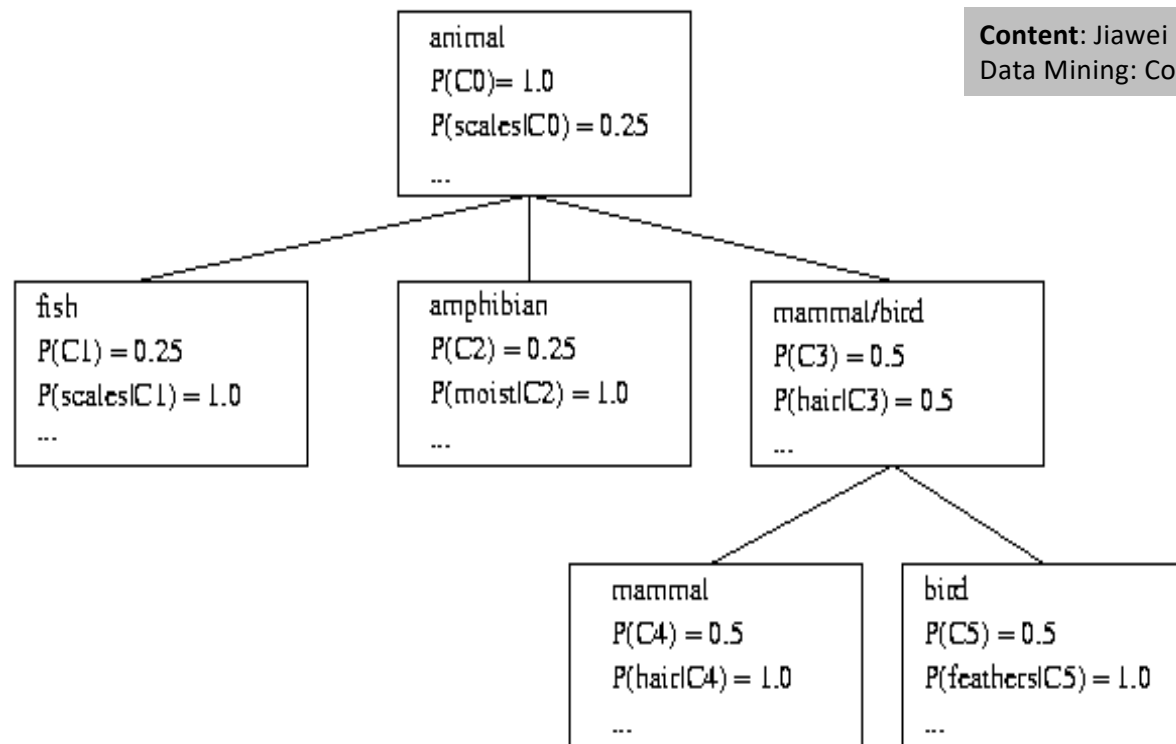 animal
P(C0)= 1.0
P(scales|C0) = 0.25
...
Content: Jiawei
Data Mining: Co
fish
P(C1) = 0.25
P(scales|C1) = 1.0
...
amphibian
P(C2) = 0.25
P(moist|C2) = 1.0
...
mammal/bird
P(C3) = 0.5
P(hair|C3) = 0.5
...
mammal
P(C4) = 0.5
P(hair|C4) = 1.0
...
bird
P(C5) = 0.5
P(feathers|C5) = 1.0
...